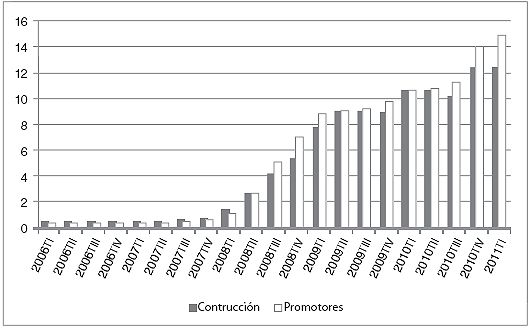 16
14
12
10
8
6
4
2
0
2006TI
2006TII
2006TIII
2006TIV
2007TI
2007TII
2007TIII
2007TIV
2008TI
2008TII
2008TIII
2008TIV
2009TI
2009TII
2009TIII
2009TIV
2010TI
2010TII
2010TIII
2010TIV
2011TI
Contrucción Promotores